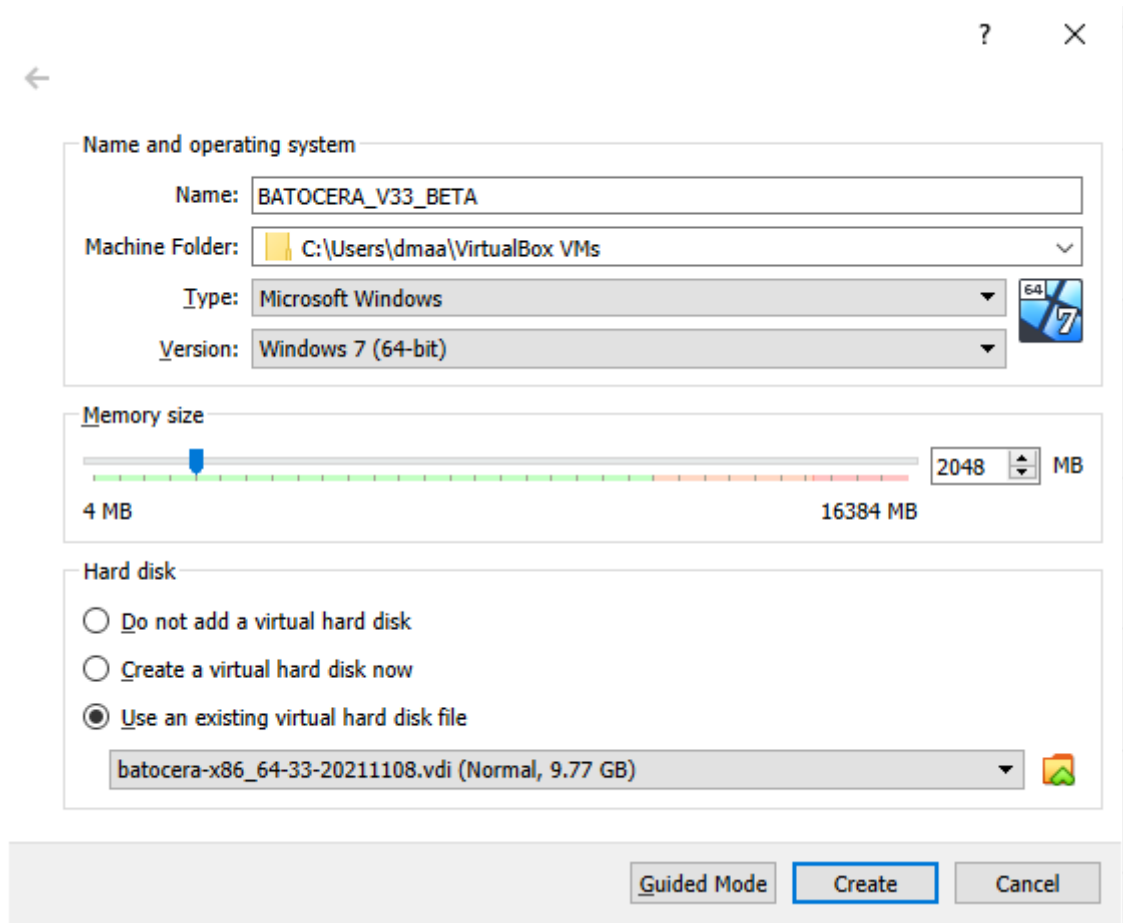 ?
Name and operating system
Name: BATOCERA_V33_BETA
Machine Folder: C:\Users\dmaa\VirtualBox VMs
Type: Microsoft Windows 64
Version: Windows 7 (64-bit) 7
Memory size
2048 MB
4 MB 16384 MB
Hard disk
Do not add a virtual hard disk
Create a virtual hard disk now
Use an existing virtual hard disk file
batocera-x86_64-33-20211108.vdi (Normal, 9.77 GB)
Guided Mode Create Cancel